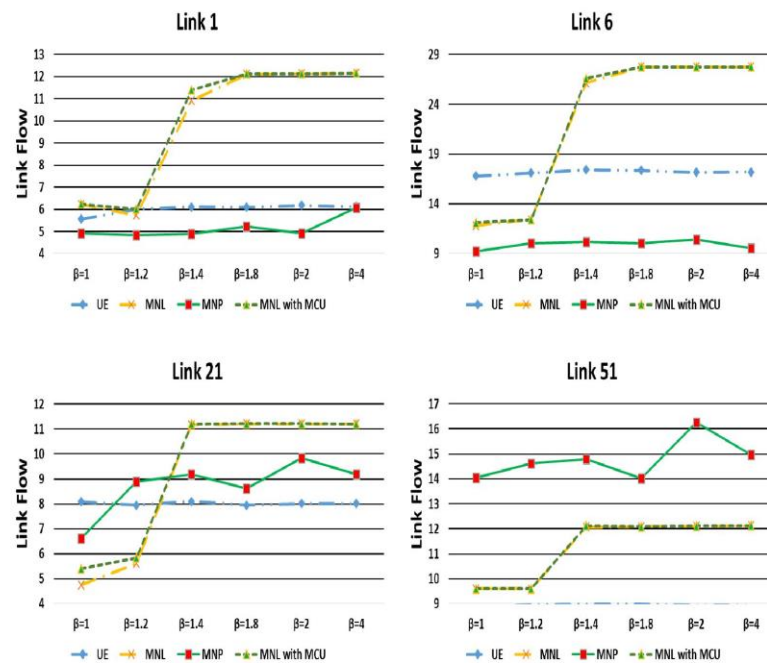 Link 1
13
12
11
10
9
8
7
6
5
4
Link Flow
β=1 β=1.2 β=1.4 β=1.8 β=2 β=4
UE MNL MNP MNL with MCU
Link 6
29
24
19
14
9
Link Flow
β=1 β=1.2 β=1.4 β=1.8 β=2 β=4
UE MNL MNP MNL with MCU
Link 21
12
11
10
9
8
7
6
5
4
Link Flow
β=1 β=1.2 β=1.4 β=1.8 β=2 β=4
UE MNL MNP MNL with MCU
Link 51
17
16
15
14
13
12
11
10
9
Link Flow
β=1 β=1.2 β=1.4 β=1.8 β=2 β=4
UE MNL MNP MNL with MCU